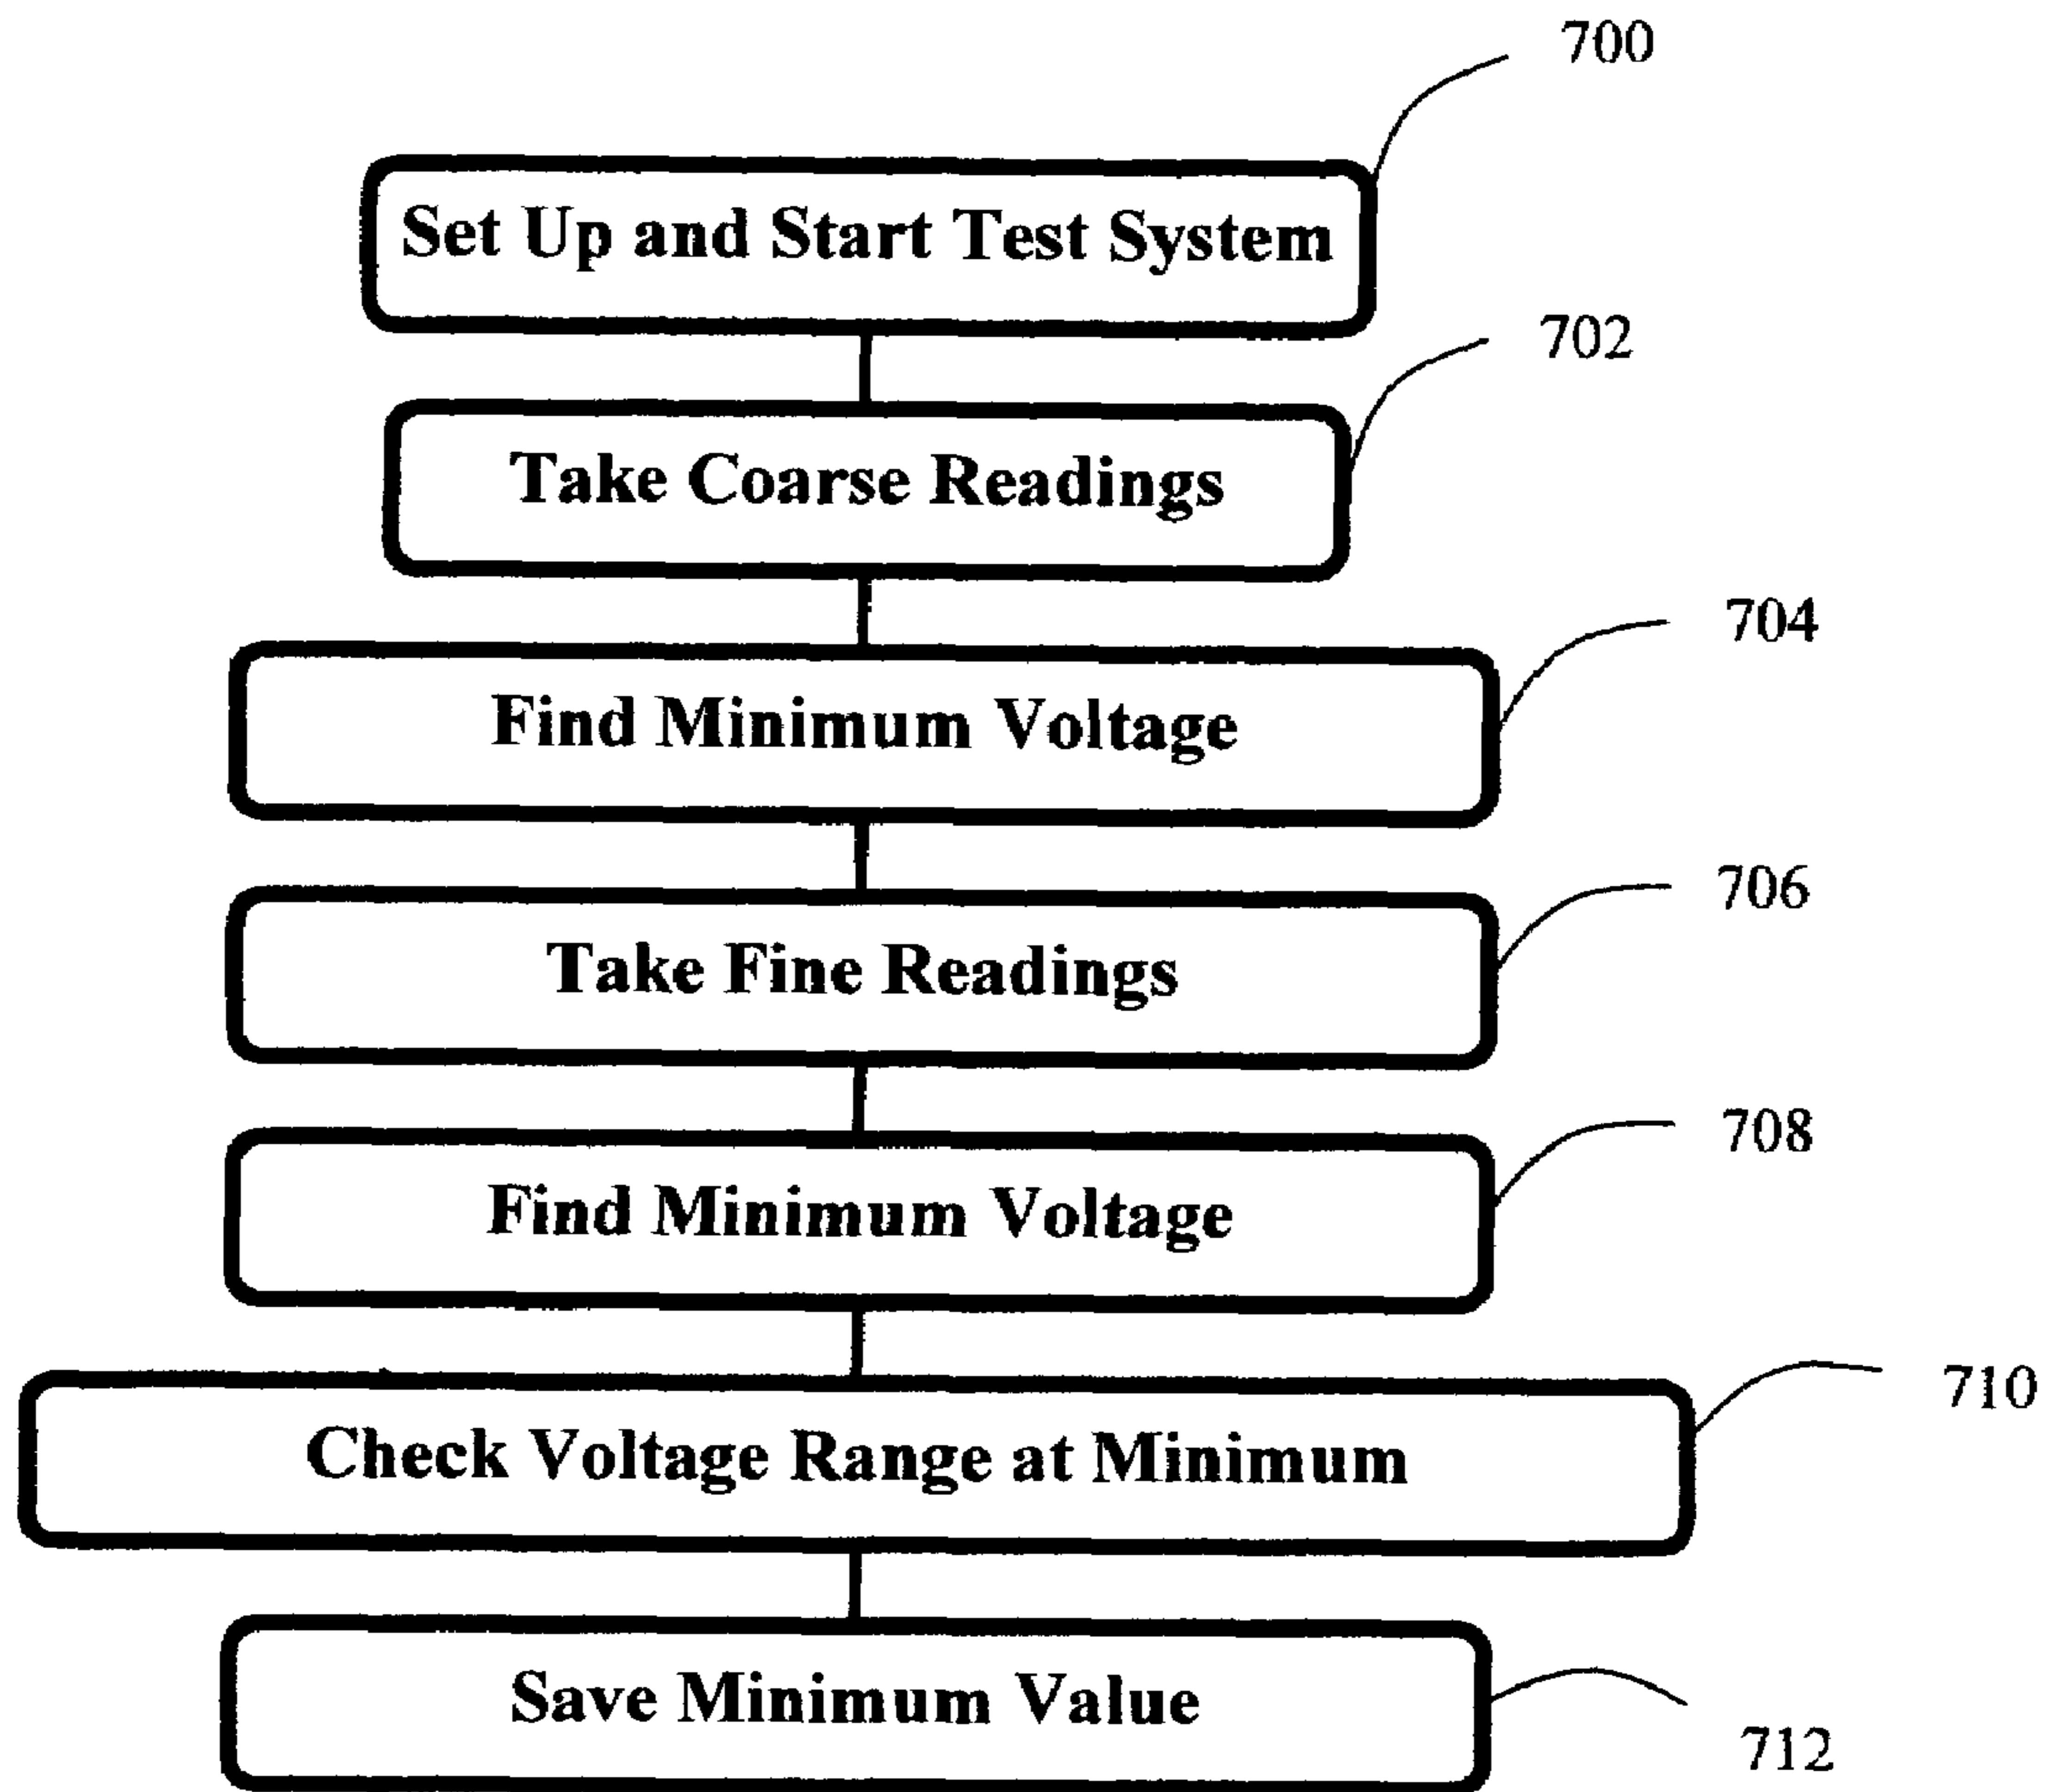 700
Set Up and Start Test System
702
Take Coarse Readings
704
Find Minimum Voltage
706
Take Fine Readings
708
Find Minimum Voltage
710
Check Voltage Range at Minimum
Save Minimum Value
712